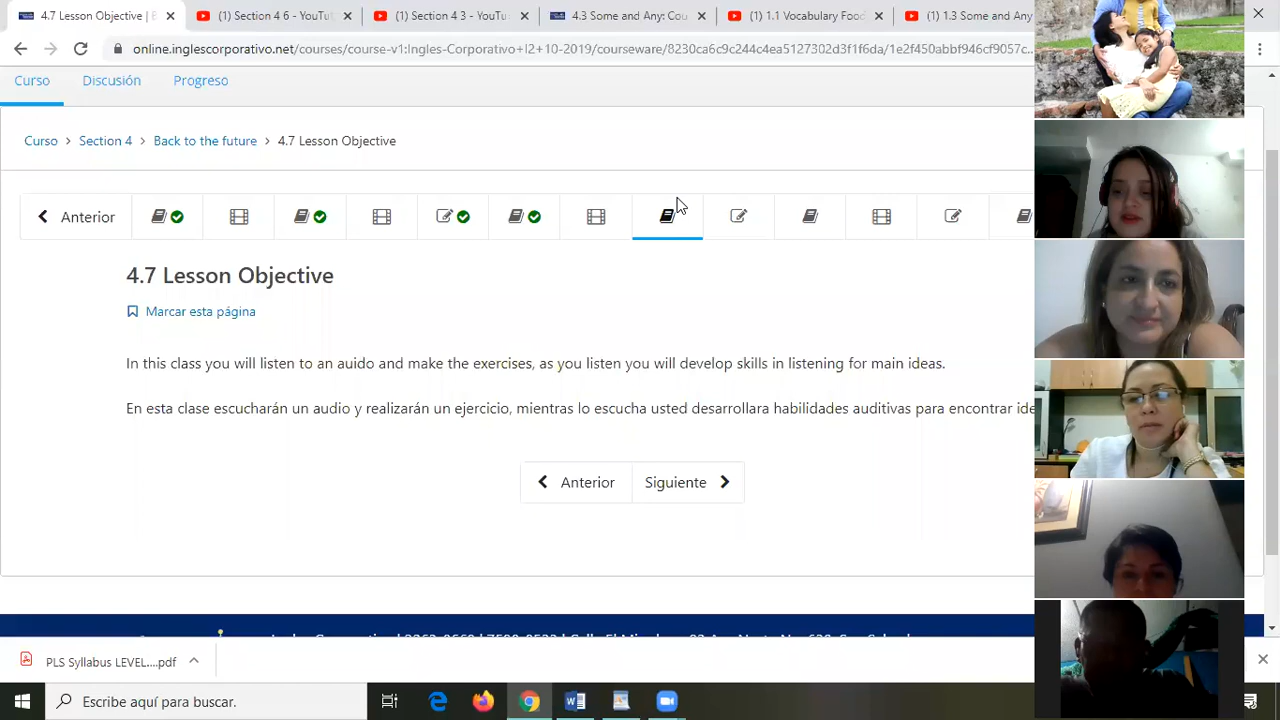 4.7 Lesson Objective | E
(1) Section 4 6 - YouTu
(1) Section 4 3 - YouTu
4.3 Some and Any: Cou
(1) 1.1 Vocabulary Food
(1) 1.3 Some and Any
online.inglescorporativo.net/courses/course-v1:Ingles-Corporativo+I2+10-2019/courseware/8230ca6c9c244c4ea5127302d3f1f6da/1e2f450abbf946cf9057c...
Curso
Discusión
Progreso
Curso > Section 4 > Back to the future > 4.7 Lesson Objective
Anterior
4.7 Lesson Objective
Marcar esta página
In this class you will listen to an auido and make the exercises, as you listen you will develop skills in listening for main ideas.
En esta clase escucharán un audio y realizarán un ejercicio, mientras lo escucha usted desarrollara habilidades auditivas para encontrar ide
Anterior
Siguiente
PLS Syllabus LEVEL....pdf
Escribe aquí para buscar.